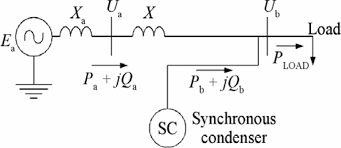 Xₐ
Uₐ
X
U_b
Load
Eₐ
Pₐ + jQₐ
P_b + jQ_b
P_LOAD
SC
Synchronous
condenser